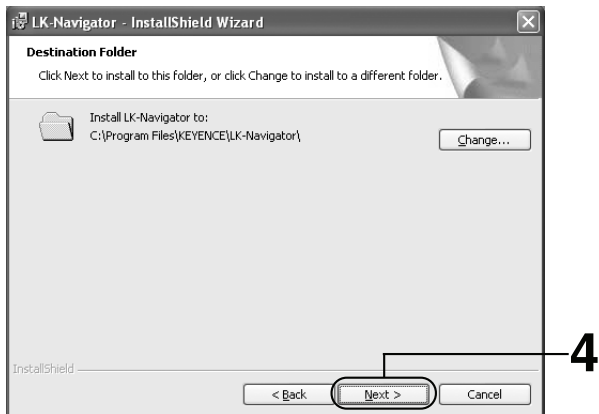 LK-Navigator - InstallShield Wizard
Destination Folder
Click Next to install to this folder, or click Change to install to a different folder.
Install LK-Navigator to:
C:\Program Files\KEYENCE\LK-Navigator\
Change...
4
InstallShield
< Back Next > Cancel